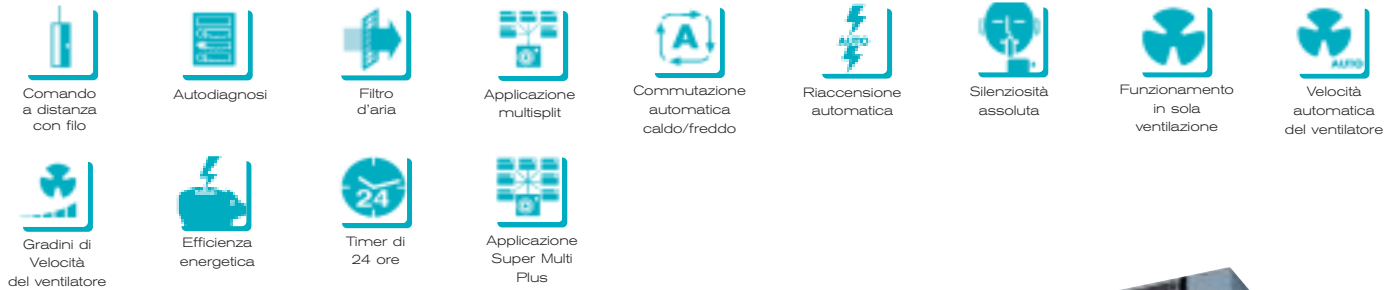 Comando
a distanza
con filo
Autodiagnosi
Filtro
d'aria
Applicazione
multisplit
A
Commutazione
automatica
caldo/freddo
AUTO
Riaccensione
automatica
Silenziosità
assoluta
Funzionamento
in sola
ventilazione
AUTO
Velocità
automatica
del ventilatore
Gradini di
Velocità
del ventilatore
Efficienza
energetica
24
Timer di
24 ore
Applicazione
Super Multi
Plus